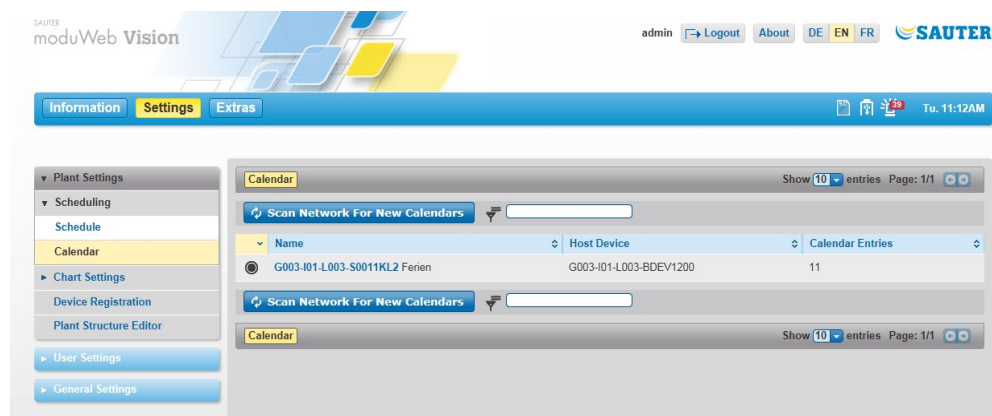 SAUTER
moduWeb Vision
admin Logout About DE EN FR SAUTER
Information Settings Extras 39 Tu. 11:12AM
Plant Settings
Scheduling
Schedule
Calendar
Chart Settings
Device Registration
Plant Structure Editor
User Settings
General Settings
Calendar Show 10 entries Page: 1/1
Scan Network For New Calendars
Name Host Device Calendar Entries
G003-I01-L003-S0011KL2 Ferien G003-I01-L003-BDEV1200 11
Scan Network For New Calendars
Calendar Show 10 entries Page: 1/1